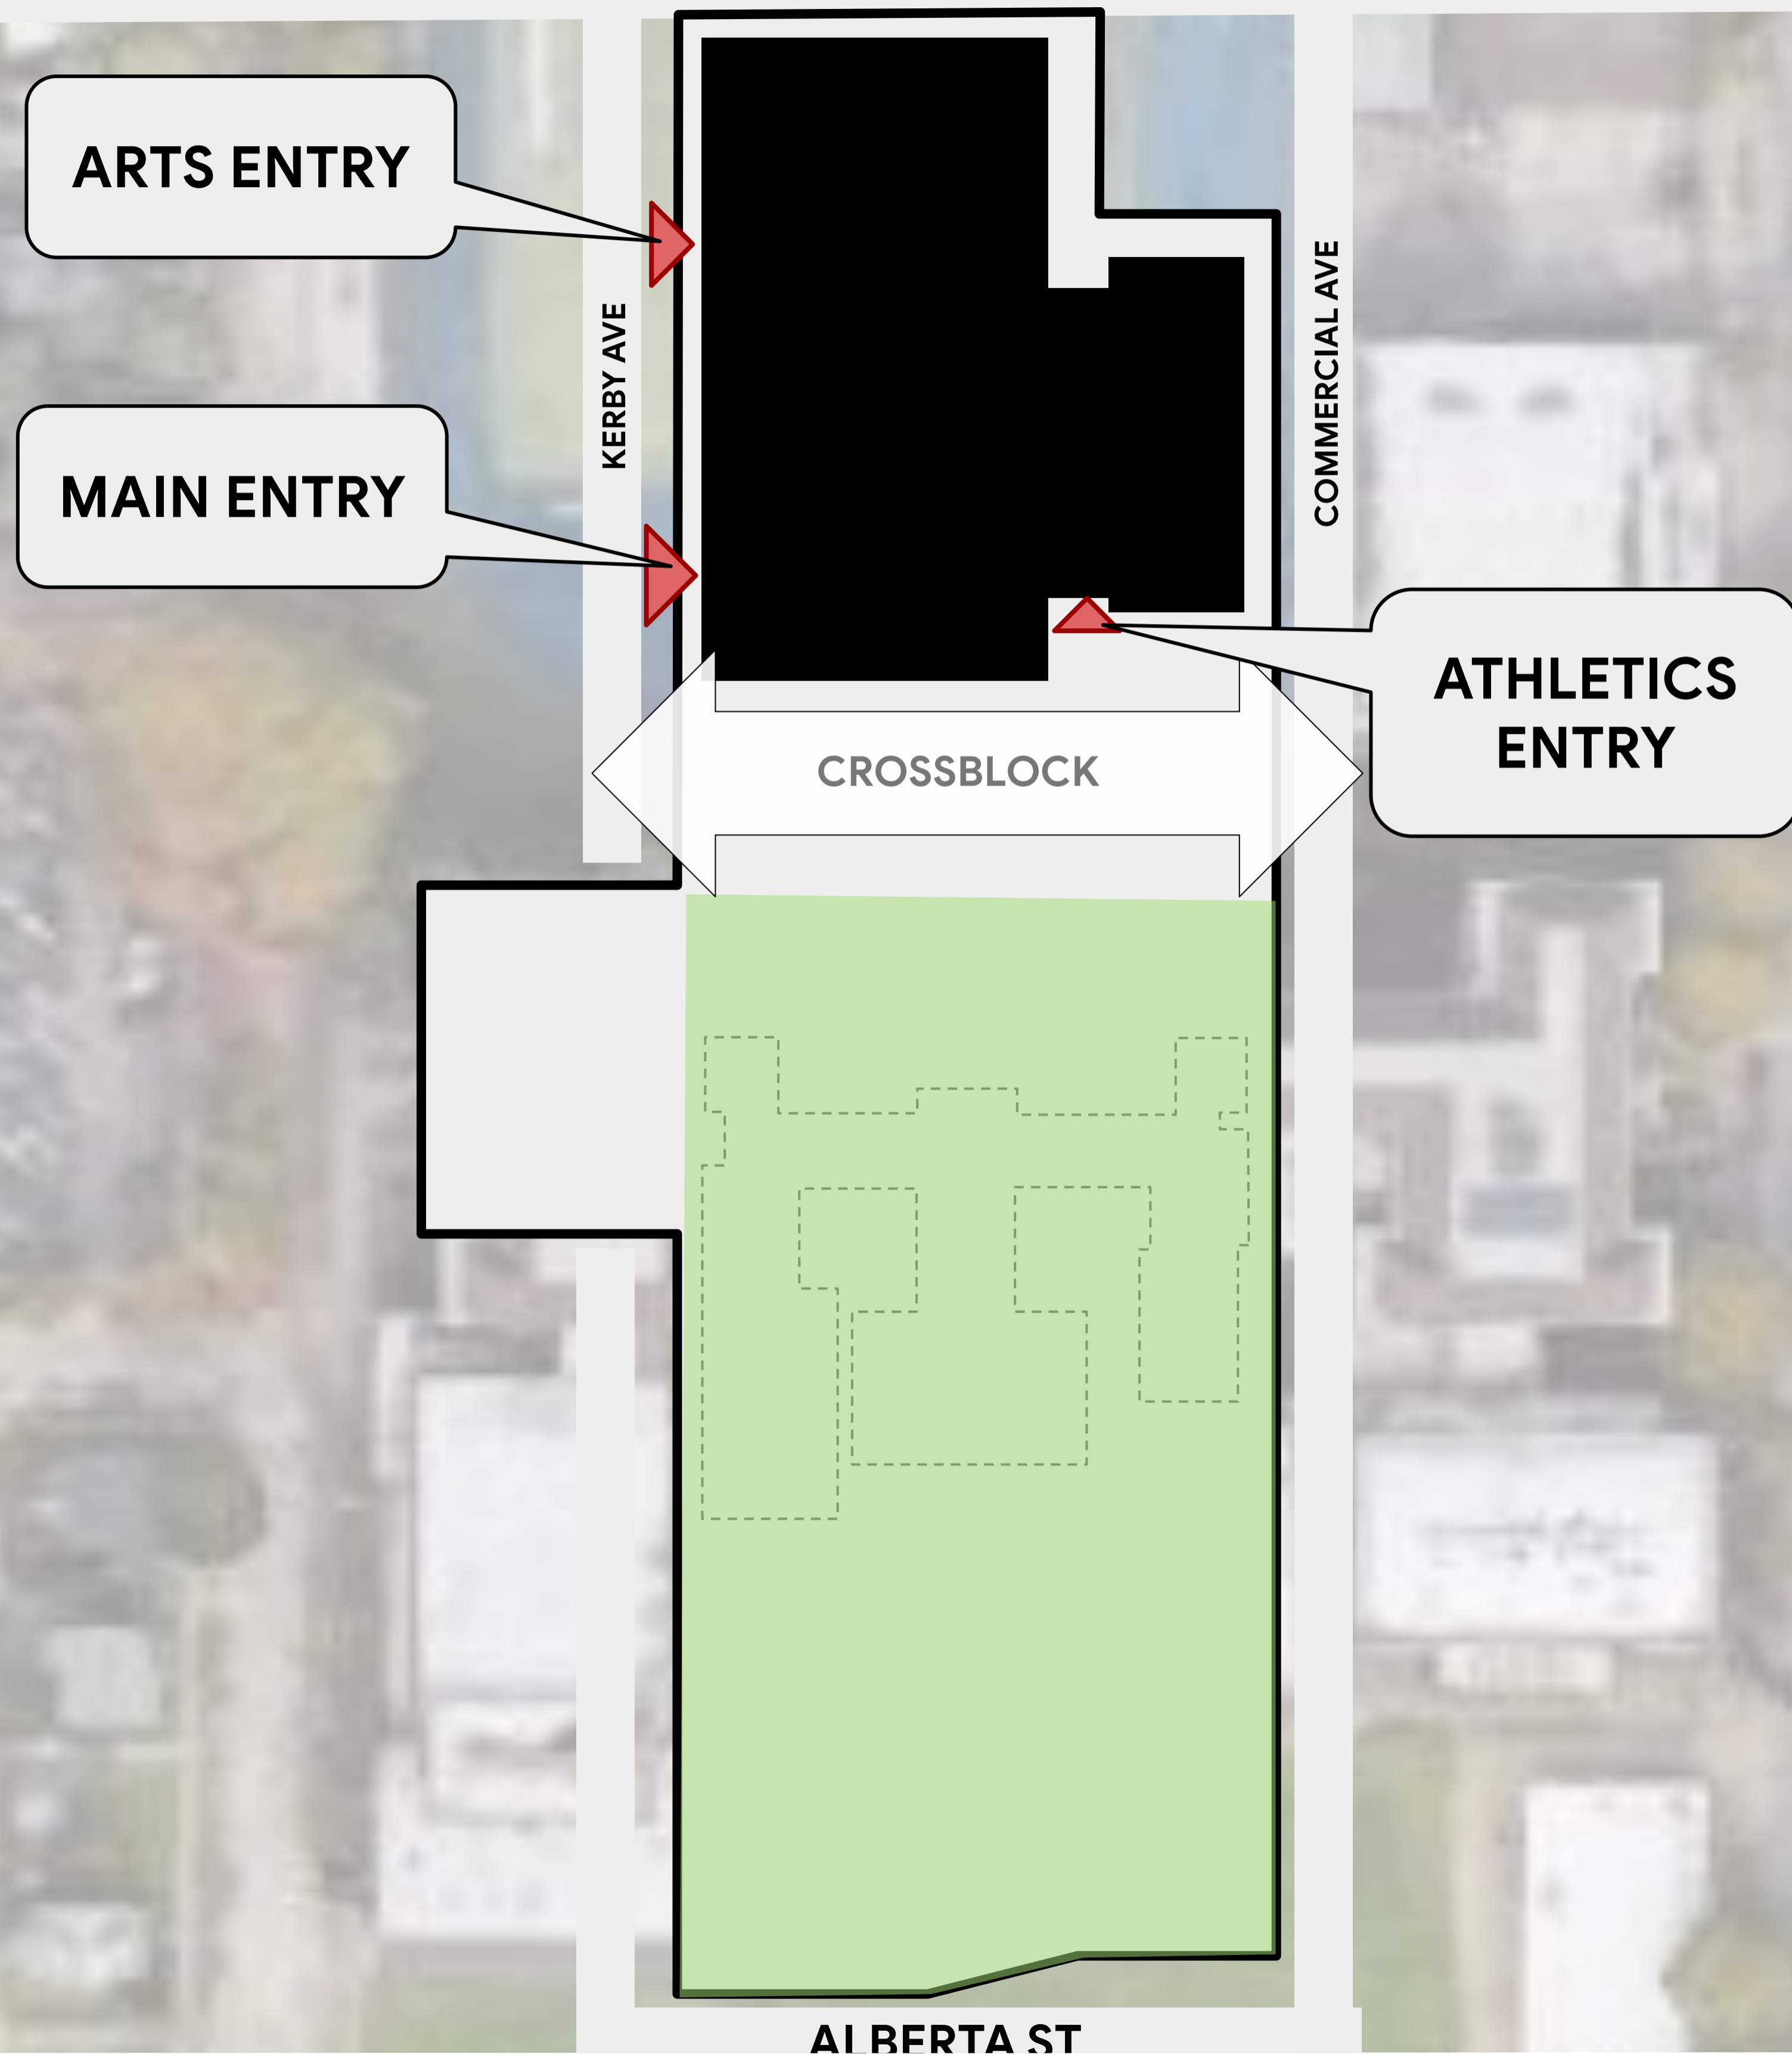 ARTS ENTRY
KERBY AVE
COMMERCIAL AVE
MAIN ENTRY
ATHLETICS
ENTRY
CROSSBLOCK
ALBERTA ST